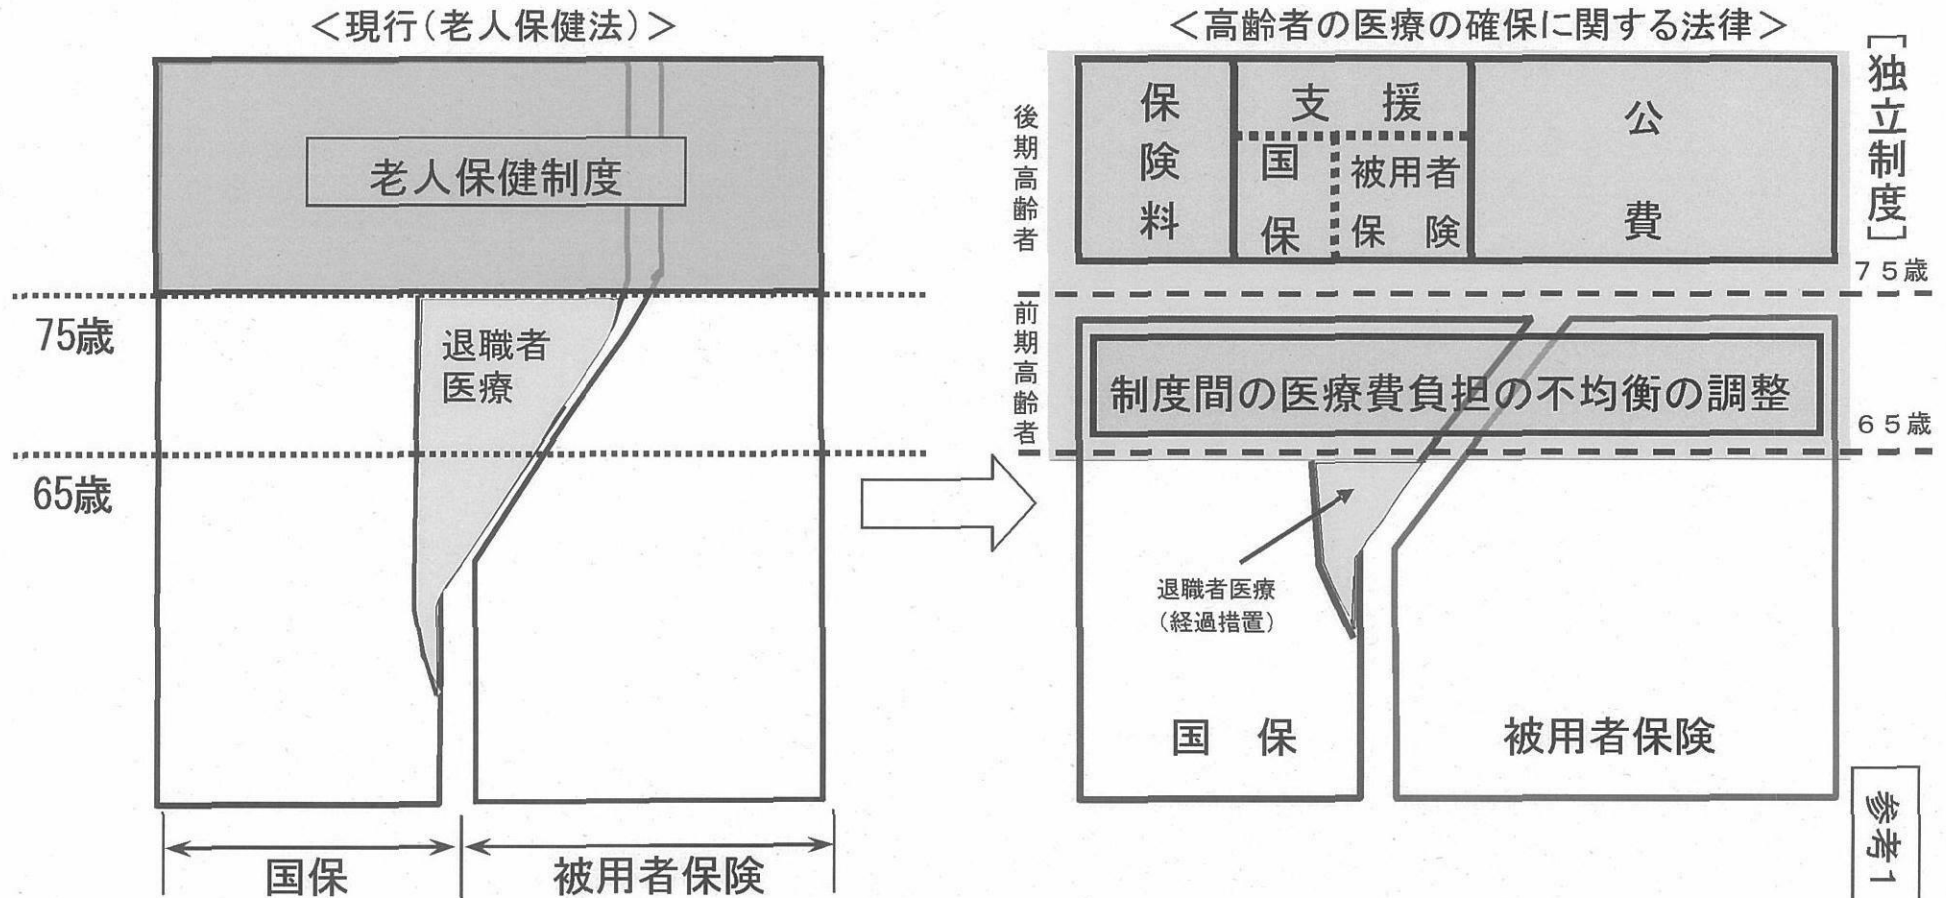 ＜現行（老人保健法）＞
老人保健制度
75歳
退職者
医療
65歳
国保
被用者保険
＜高齢者の医療の確保に関する法律＞
［独立制度］
後期高齢者
保険料
支　援
国保
被用者
保　険
公費
７５歳
前期高齢者
制度間の医療費負担の不均衡の調整
６５歳
退職者医療
（経過措置）
国　保
被用者保険
参考1